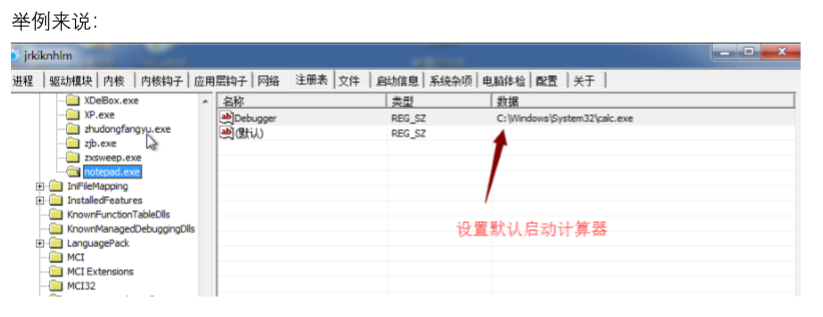 举例来说：
jrkiknhlm
进程 驱动模块 内核 内核钩子 应用层钩子 网络 注册表 文件 启动信息 系统杂项 电脑体检 配置 关于
名称 类型 数据
XDelBox.exe
XP.exe
zhudongfangyu.exe
zjb.exe
zxsweep.exe
notepad.exe
IniFileMapping
InstalledFeatures
KnownFunctionTableDlls
KnownManagedDebuggingDlls
LanguagePack
MCI
MCI Extensions
MCI32
Debugger REG_SZ C:\Windows\System32\calc.exe
(默认) REG_SZ
设置默认启动计算器